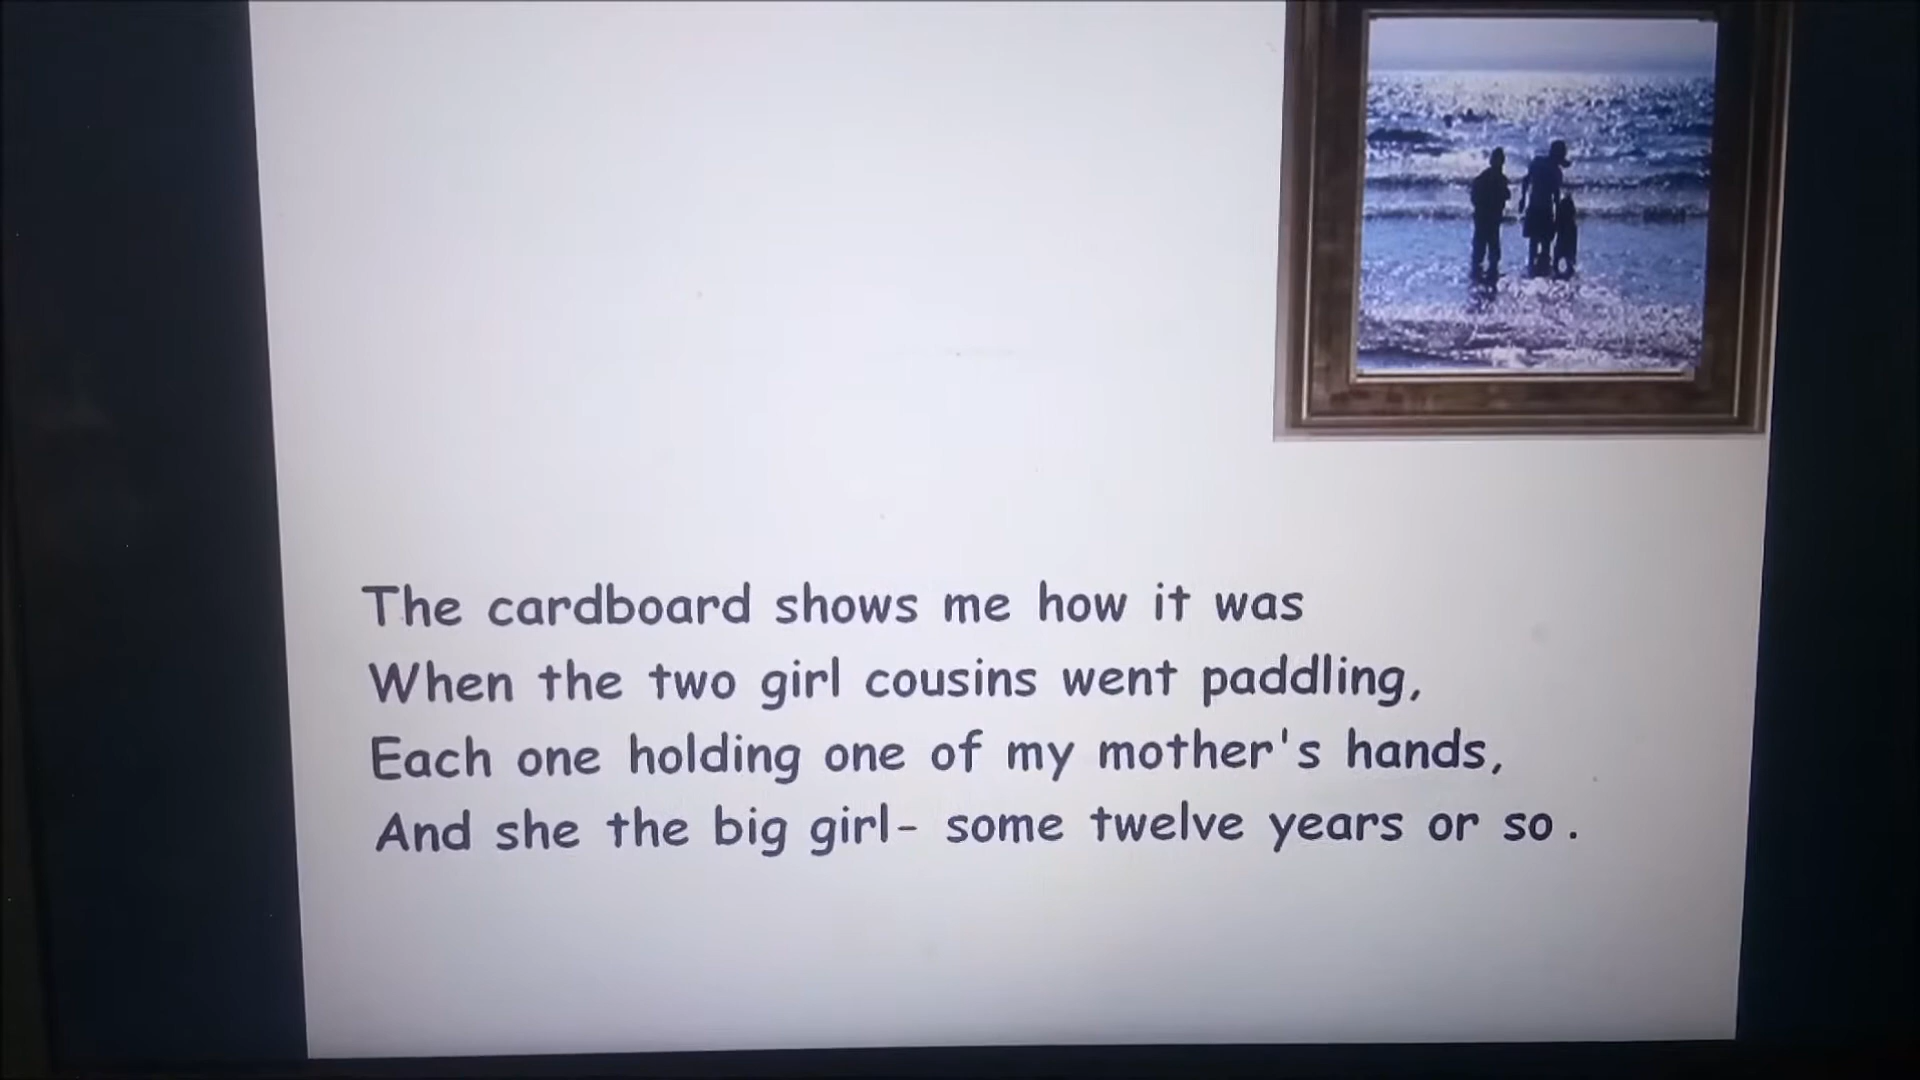 The cardboard shows me how it was
When the two girl cousins went paddling,
Each one holding one of my mother's hands,
And she the big girl- some twelve years or so.